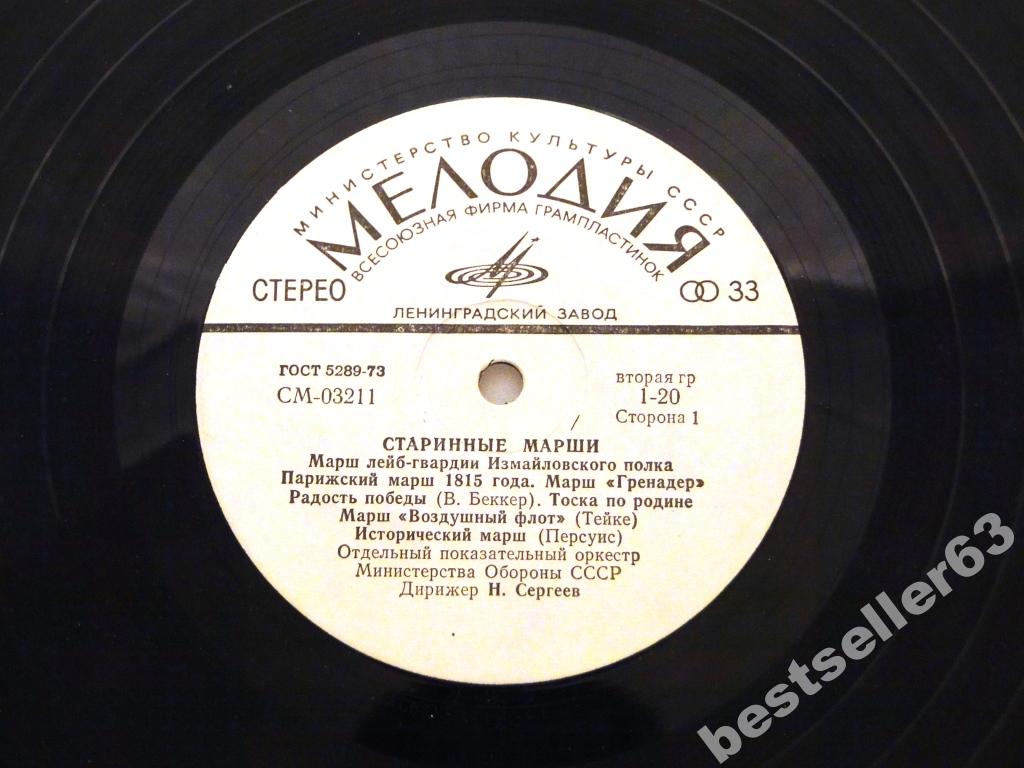 МИНИСТЕРСТВО КУЛЬТУРЫ СССР
МЕЛОДИЯ
ВСЕСОЮЗНАЯ ФИРМА ГРАМПЛАСТИНОК
СТЕРЕО
33
ЛЕНИНГРАДСКИЙ ЗАВОД
ГОСТ 5289-73
СМ-03211
вторая гр
1-20
Сторона 1
СТАРИННЫЕ МАРШИ
Марш лейб-гвардии Измайловского полка
Парижский марш 1815 года. Марш «Гренадер»
Радость победы (В. Беккер). Тоска по родине
Марш «Воздушный флот» (Тейке)
Исторический марш (Персуис)
Отдельный показательный оркестр
Министерства Обороны СССР
Дирижер Н. Сергеев
bestseller63